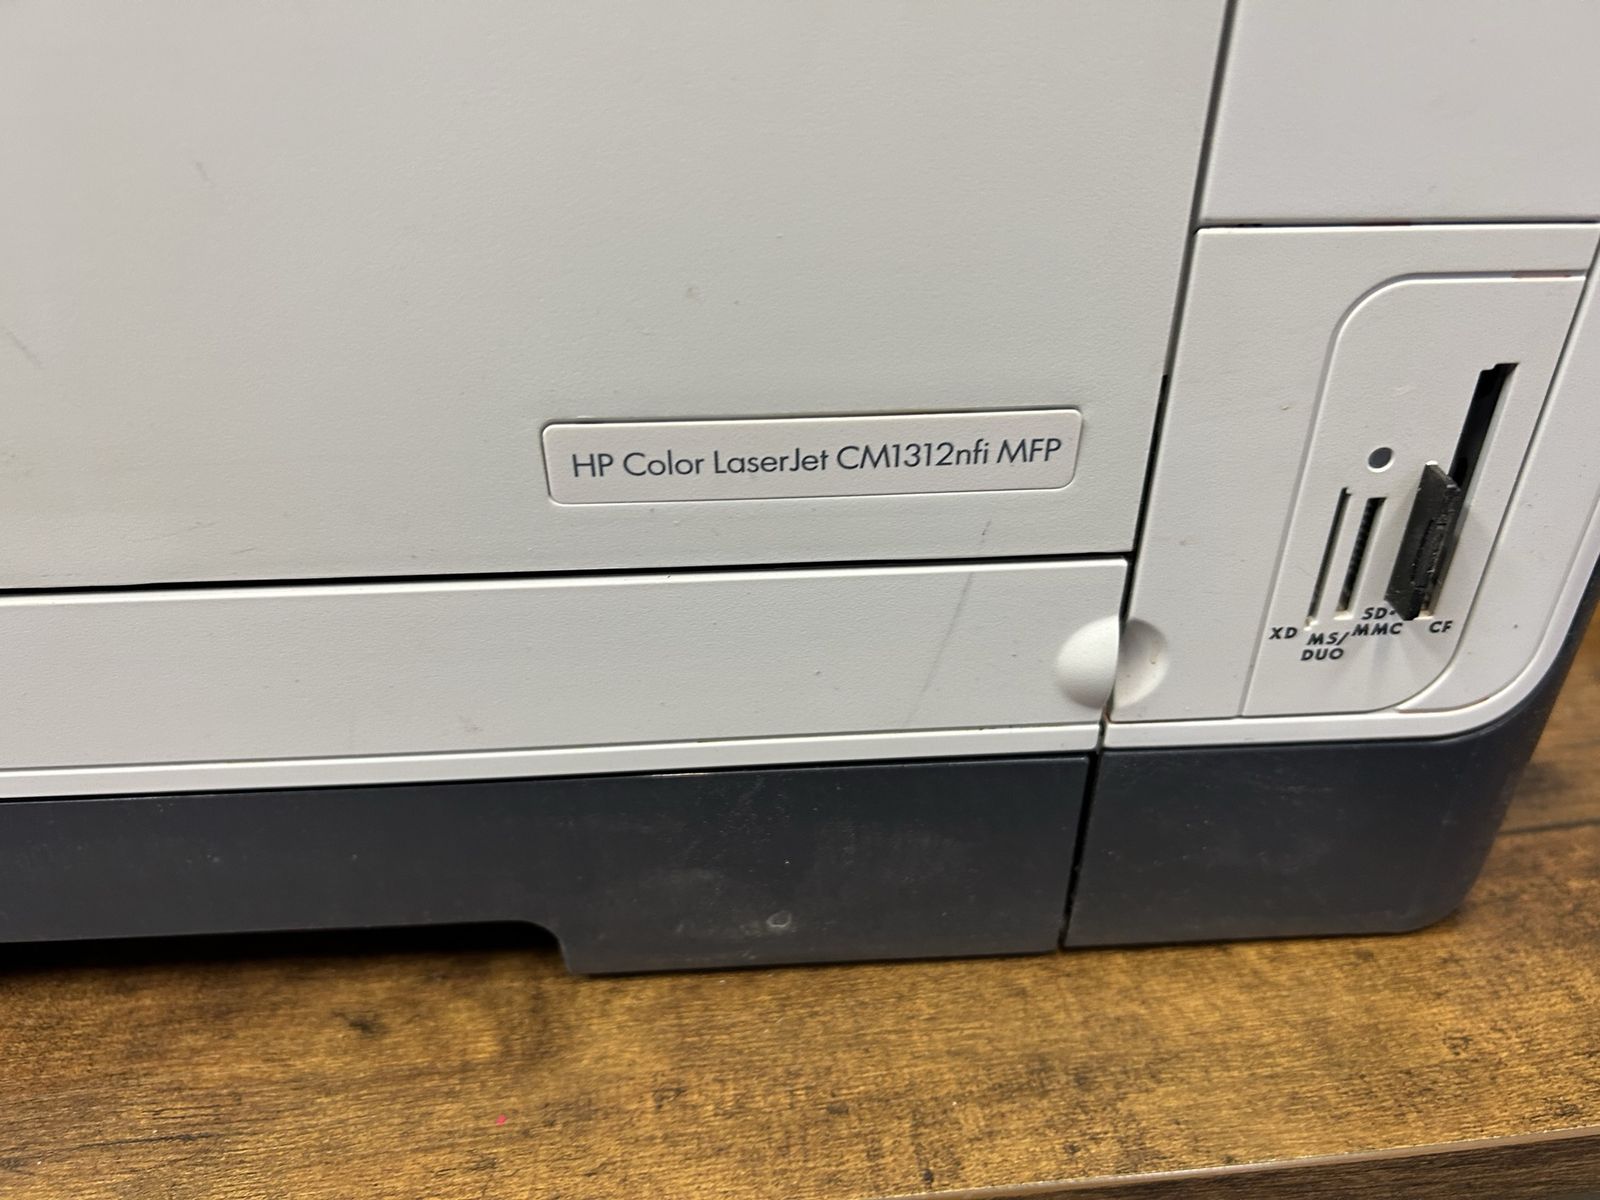 HP Color LaserJet CM1312nfi MFP
XD
MS/
DUO
SD•
MMC
CF